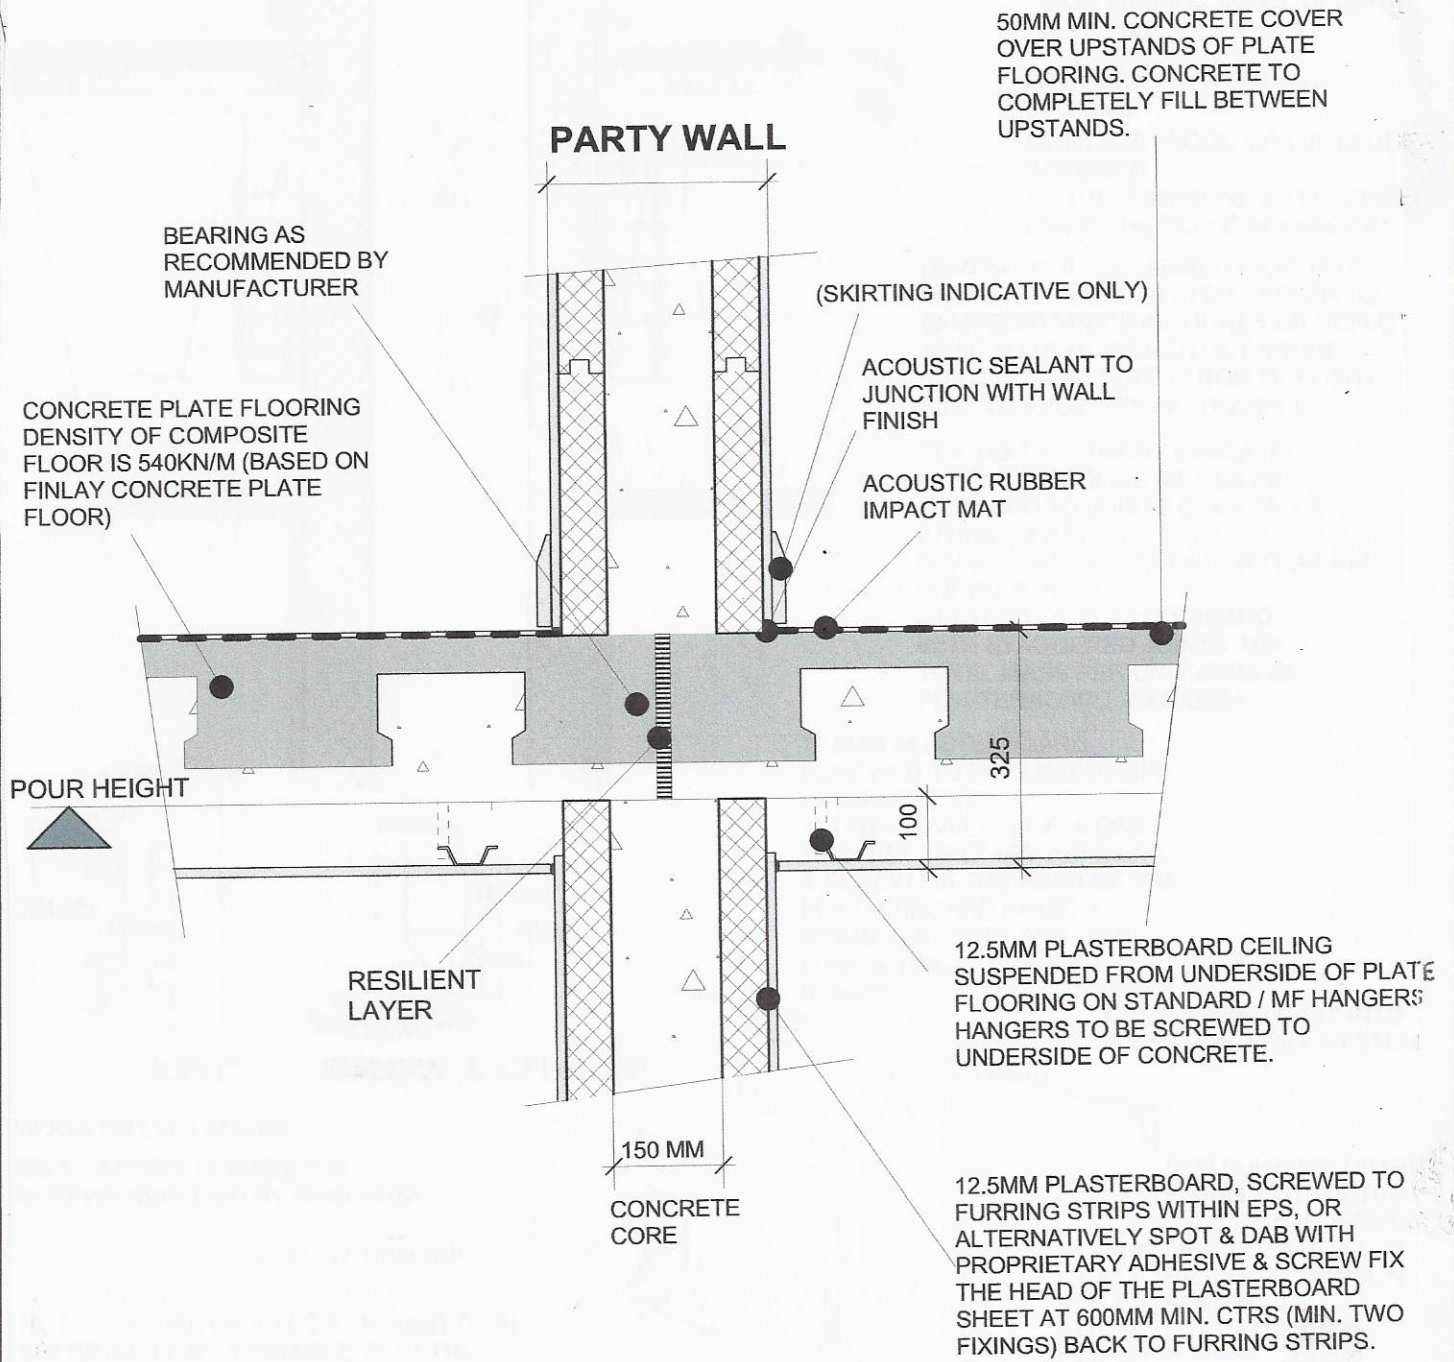 50MM MIN. CONCRETE COVER
OVER UPSTANDS OF PLATE
FLOORING. CONCRETE TO
COMPLETELY FILL BETWEEN
UPSTANDS.
PARTY WALL
BEARING AS
RECOMMENDED BY
MANUFACTURER
(SKIRTING INDICATIVE ONLY)
ACOUSTIC SEALANT TO
JUNCTION WITH WALL
FINISH
CONCRETE PLATE FLOORING
DENSITY OF COMPOSITE
FLOOR IS 540KN/M (BASED ON
FINLAY CONCRETE PLATE
FLOOR)
ACOUSTIC RUBBER
IMPACT MAT
325
POUR HEIGHT
100
RESILIENT
LAYER
12.5MM PLASTERBOARD CEILING
SUSPENDED FROM UNDERSIDE OF PLATE
FLOORING ON STANDARD / MF HANGERS
HANGERS TO BE SCREWED TO
UNDERSIDE OF CONCRETE.
150 MM
CONCRETE
CORE
12.5MM PLASTERBOARD, SCREWED TO
FURRING STRIPS WITHIN EPS, OR
ALTERNATIVELY SPOT & DAB WITH
PROPRIETARY ADHESIVE & SCREW FIX
THE HEAD OF THE PLASTERBOARD
SHEET AT 600MM MIN. CTRS (MIN. TWO
FIXINGS) BACK TO FURRING STRIPS.